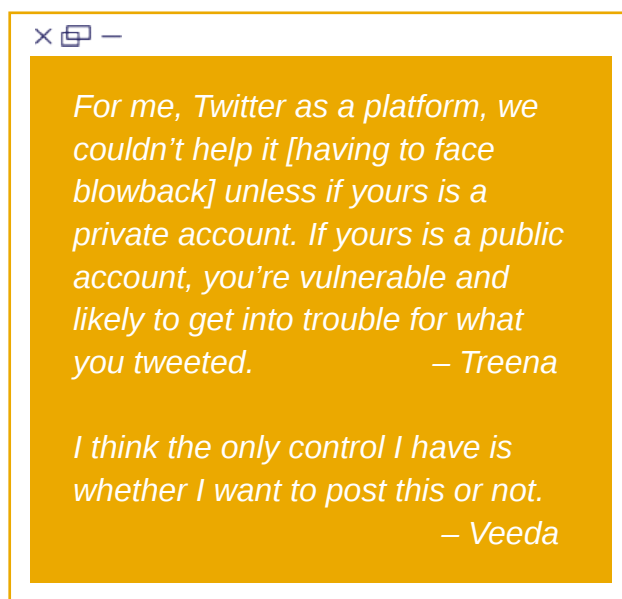 For me, Twitter as a platform, we
couldn’t help it [having to face
blowback] unless if yours is a
private account. If yours is a public
account, you’re vulnerable and
likely to get into trouble for what
you tweeted. – Treena
I think the only control I have is
whether I want to post this or not.
– Veeda